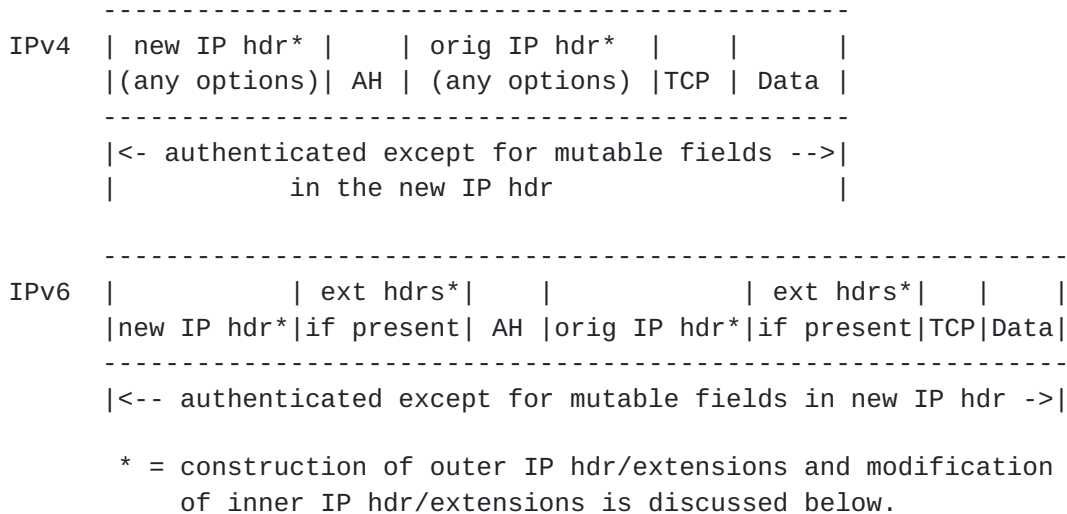 ------------------------------------------------
IPv4  | new IP hdr* |    | orig IP hdr*  |    |      |
|(any options)| AH | (any options) |TCP | Data |
------------------------------------------------
|<- authenticated except for mutable fields -->|
|           in the new IP hdr                  |
--------------------------------------------------------------
IPv6  |           | ext hdrs*|    |            | ext hdrs*|   |    |
|new IP hdr*|if present| AH |orig IP hdr*|if present|TCP|Data|
--------------------------------------------------------------
|<-- authenticated except for mutable fields in new IP hdr ->|
* = construction of outer IP hdr/extensions and modification
of inner IP hdr/extensions is discussed below.